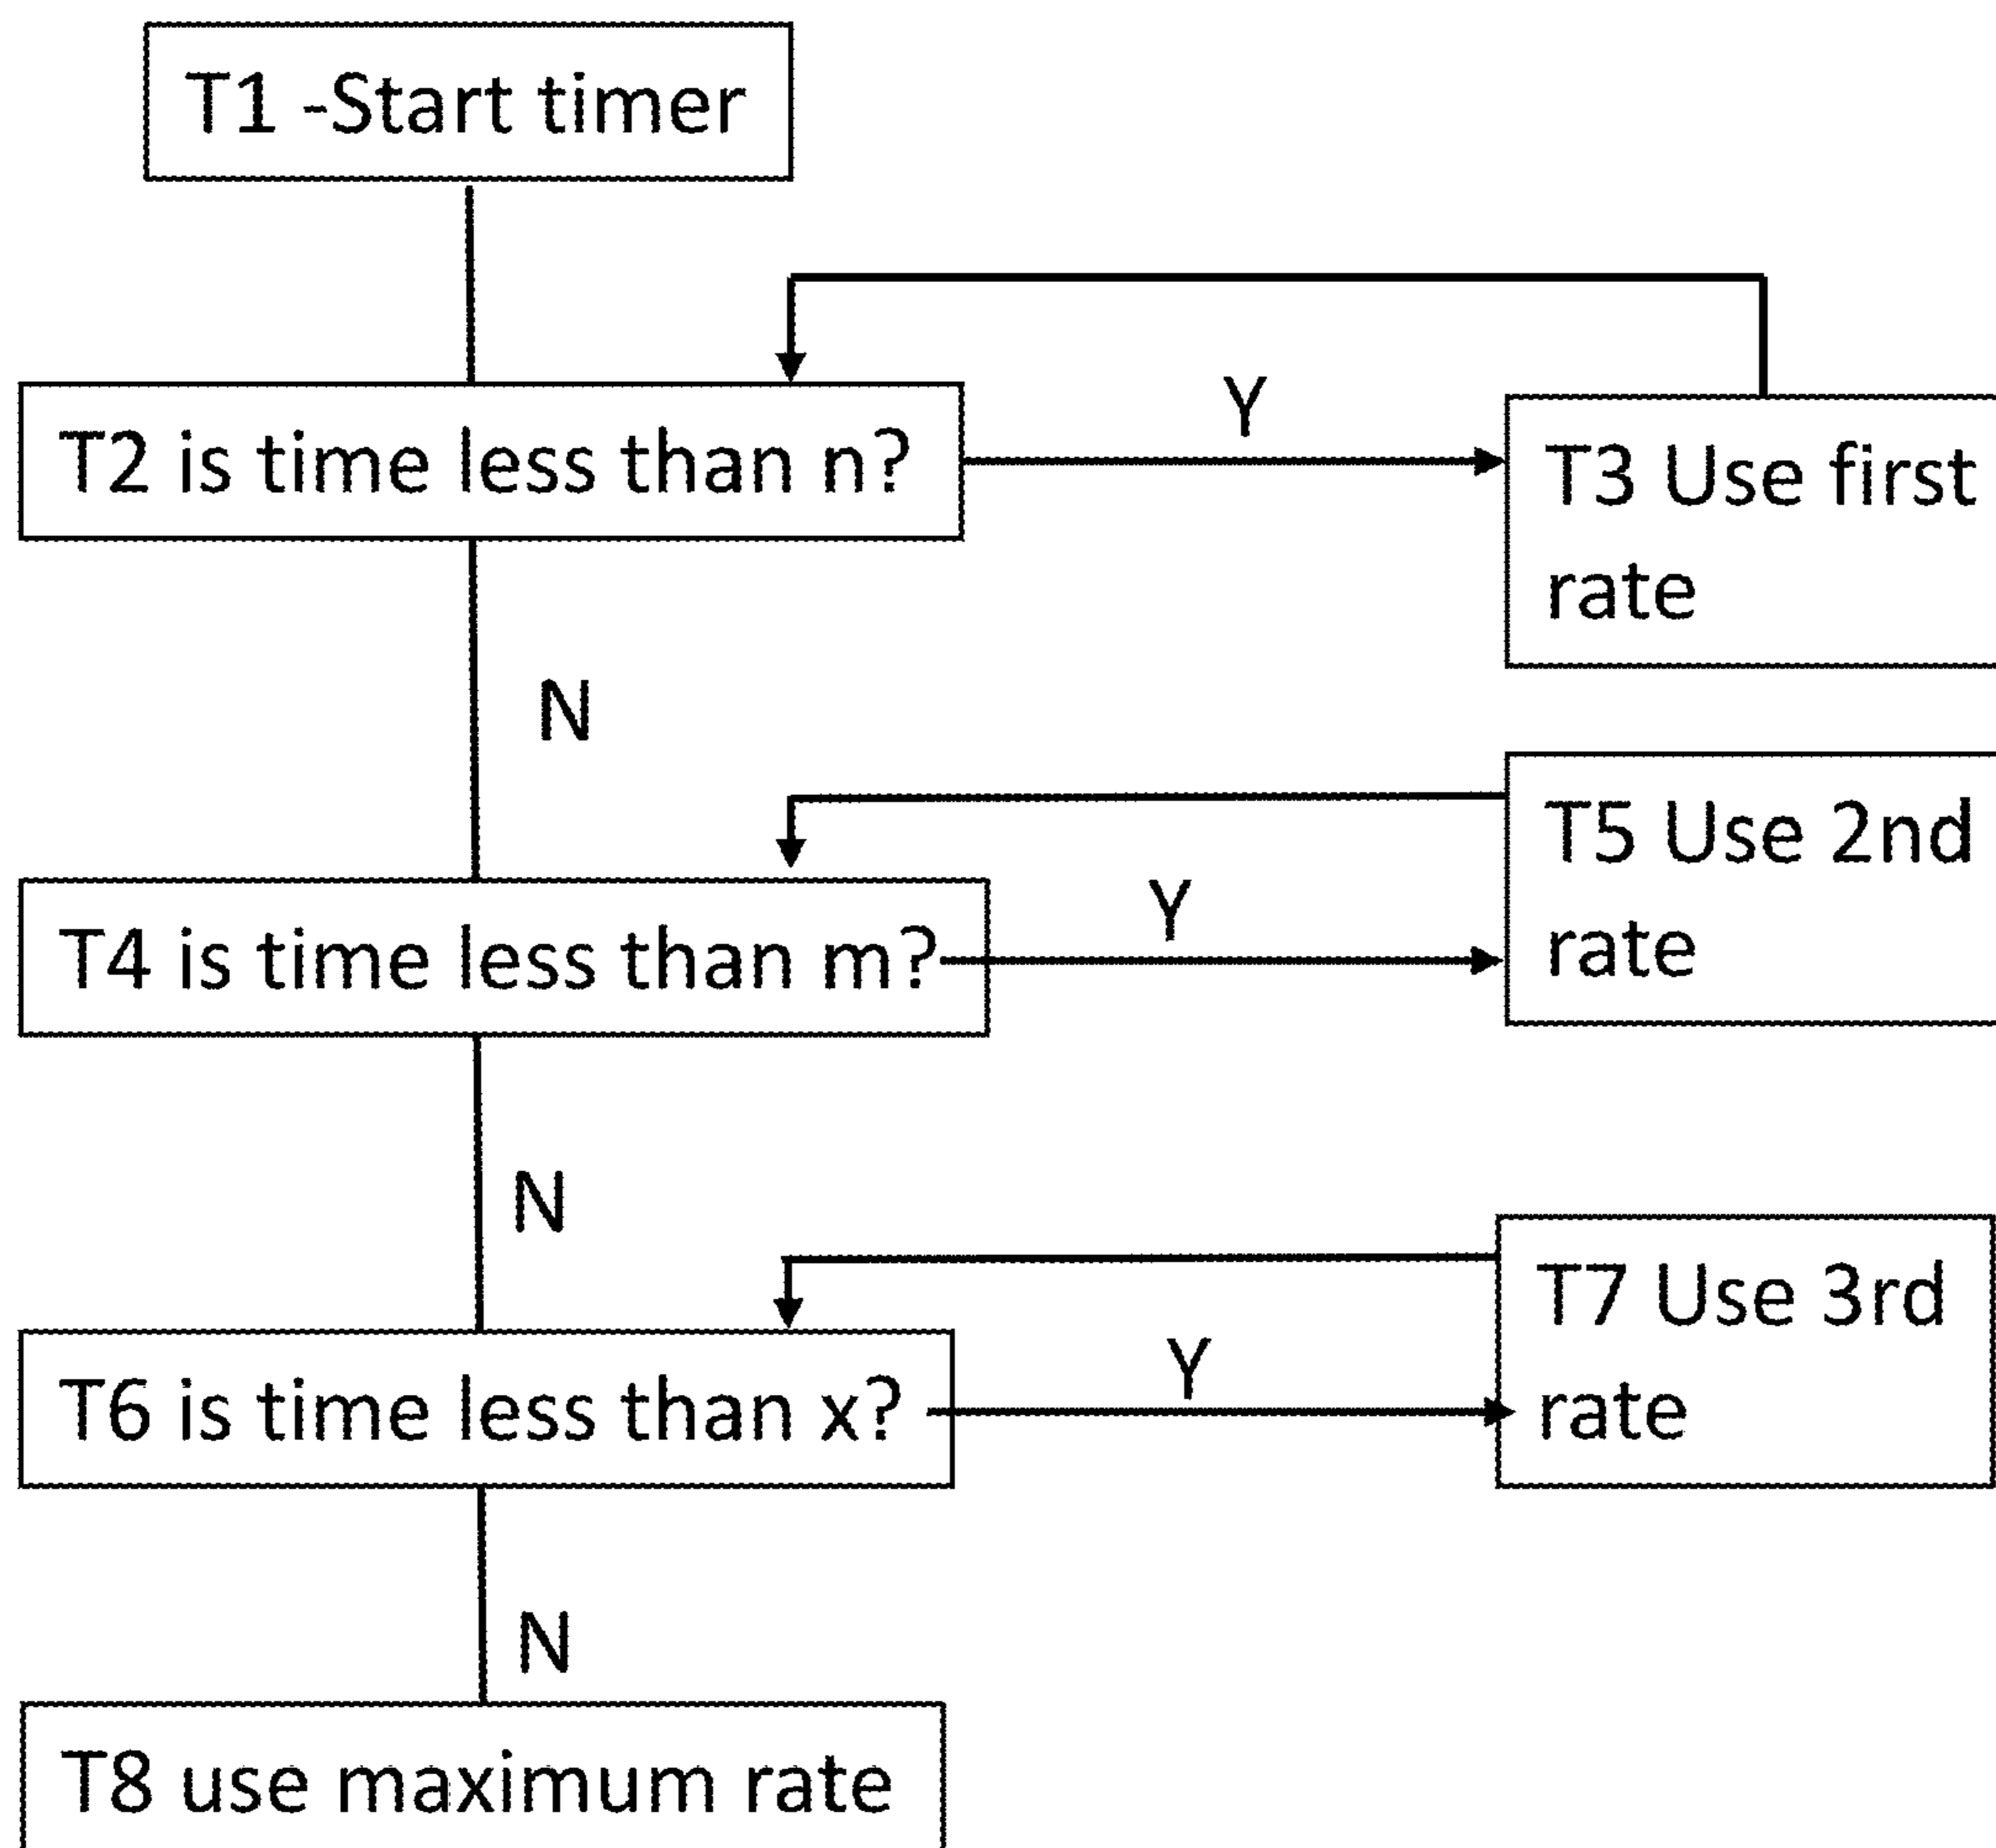 T1 -Start timer
Y
T2 is time less than n?
T3 Use first
rate
N
T5 Use 2nd
rate
Y
T4 is time less than m?
N
T7 Use 3rd
rate
Y
T6 is time less than x?
N
T8 use maximum rate